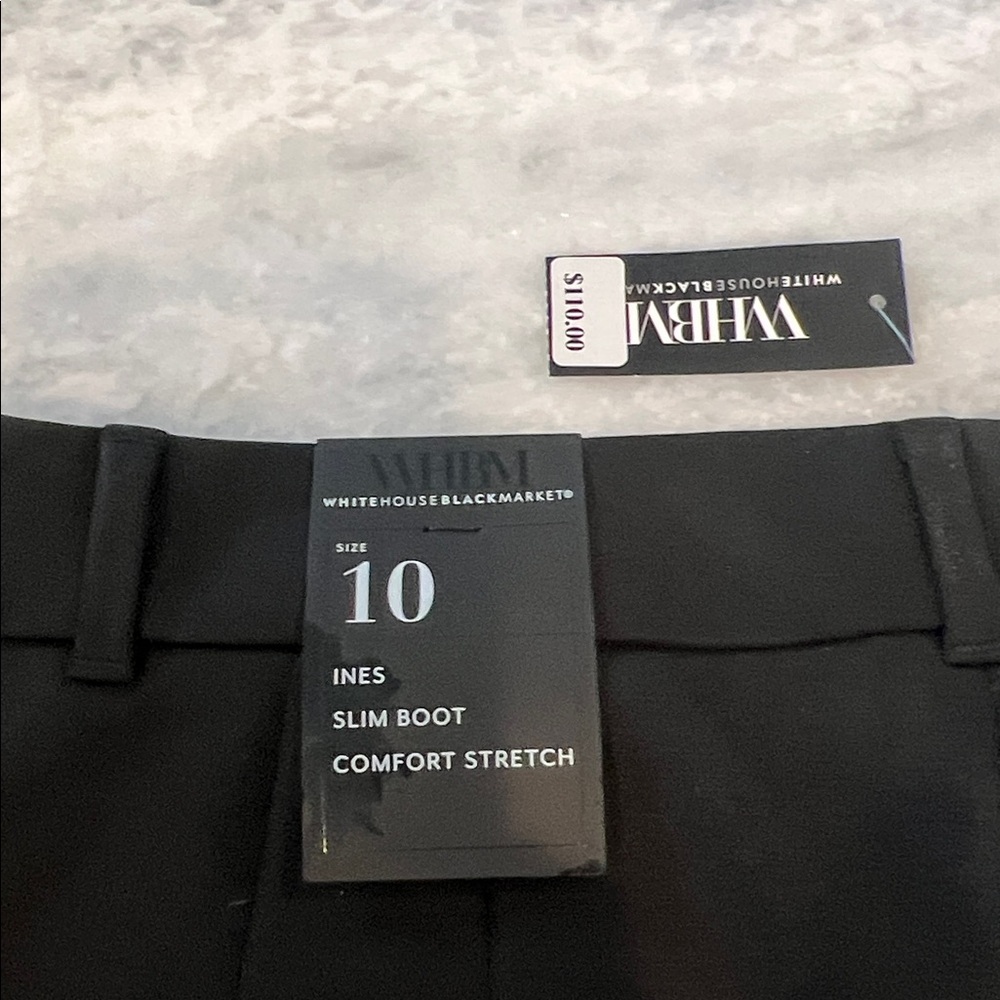 $110.00
WHBM
WHITEHOUSEBLACKMA
WHBM
WHITEHOUSEBLACKMARKET®
SIZE
10
INES
SLIM BOOT
COMFORT STRETCH